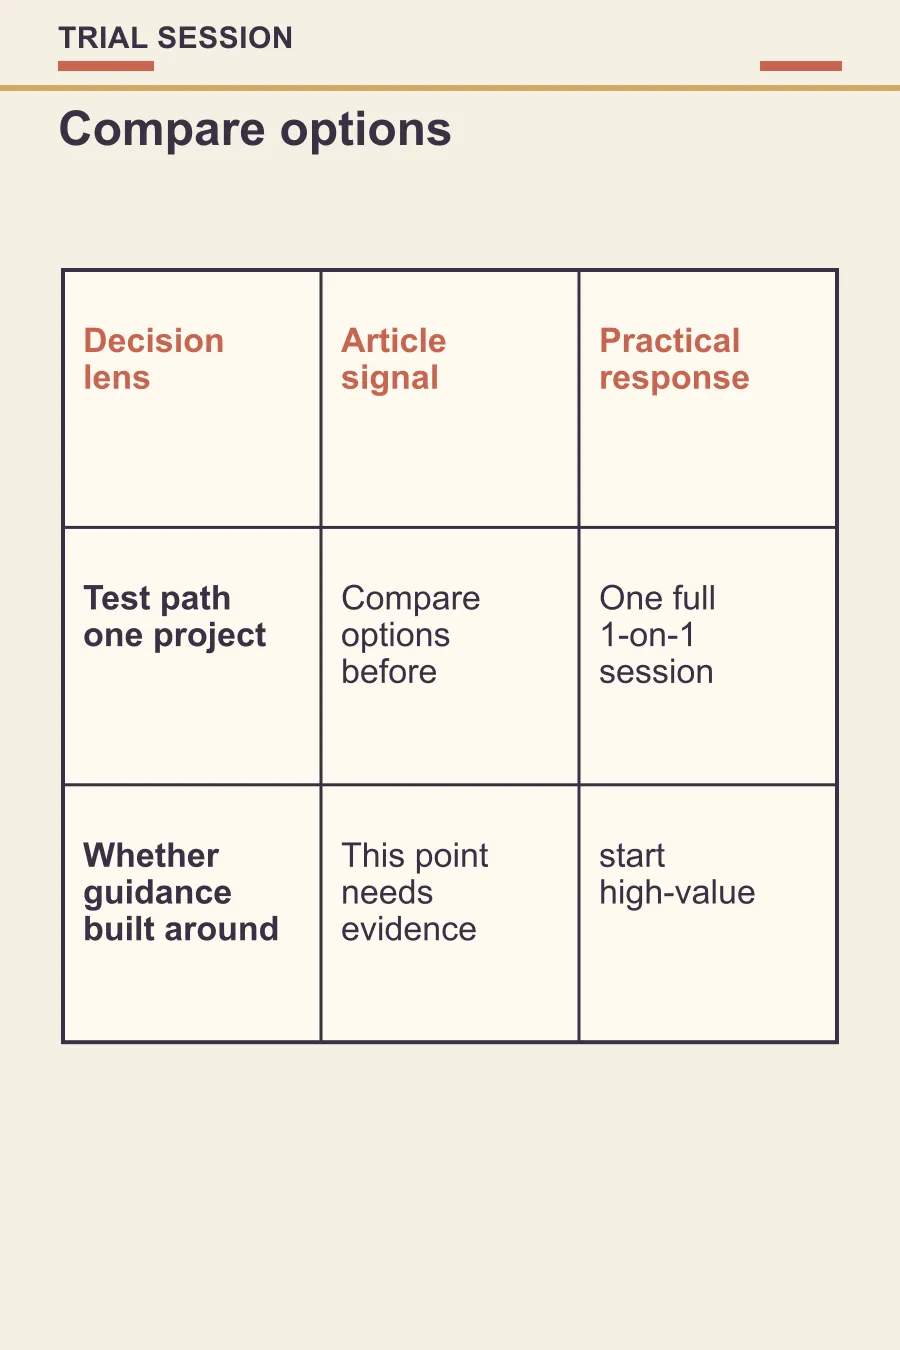 TRIAL SESSION
Compare options
Decision
lens
Article
signal
Practical
response
Test path
one project
Compare
options
before
One full
1-on-1
session
Whether
guidance
built around
This point
needs
evidence
start
high-value